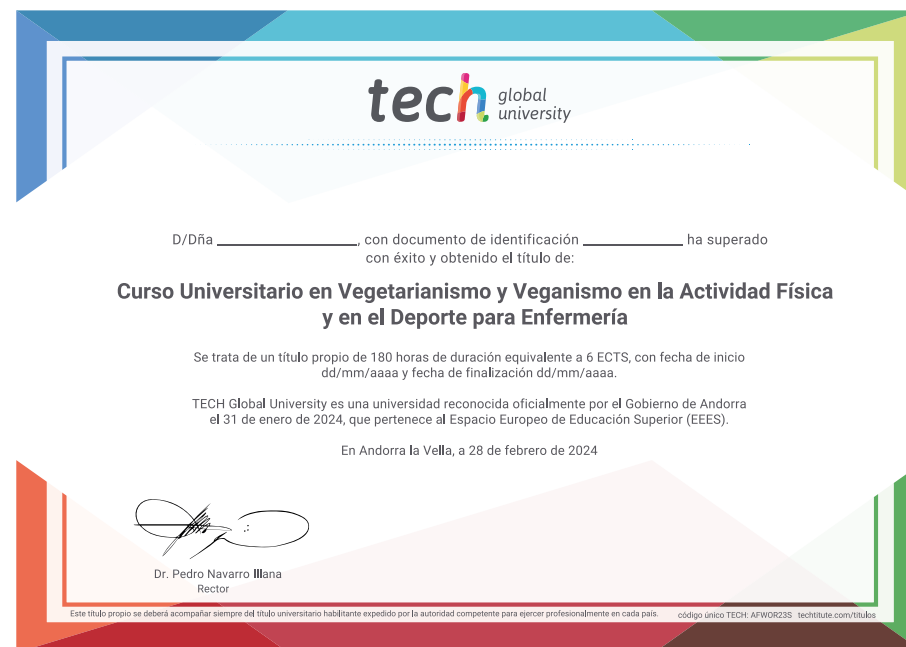 tech global university
D/Dña ____________________, con documento de identificación ______________ ha superado
con éxito y obtenido el título de:
Curso Universitario en Vegetarianismo y Veganismo en la Actividad Física
y en el Deporte para Enfermería
Se trata de un título propio de 180 horas de duración equivalente a 6 ECTS, con fecha de inicio
dd/mm/aaaa y fecha de finalización dd/mm/aaaa.
TECH Global University es una universidad reconocida oficialmente por el Gobierno de Andorra
el 31 de enero de 2024, que pertenece al Espacio Europeo de Educación Superior (EEES).
En Andorra la Vella, a 28 de febrero de 2024
Dr. Pedro Navarro Illana
Rector
Este título propio se deberá acompañar siempre del título universitario habilitante expedido por la autoridad competente para ejercer profesionalmente en cada país.
código único TECH: AFWOR23S techtitute.com/titulos